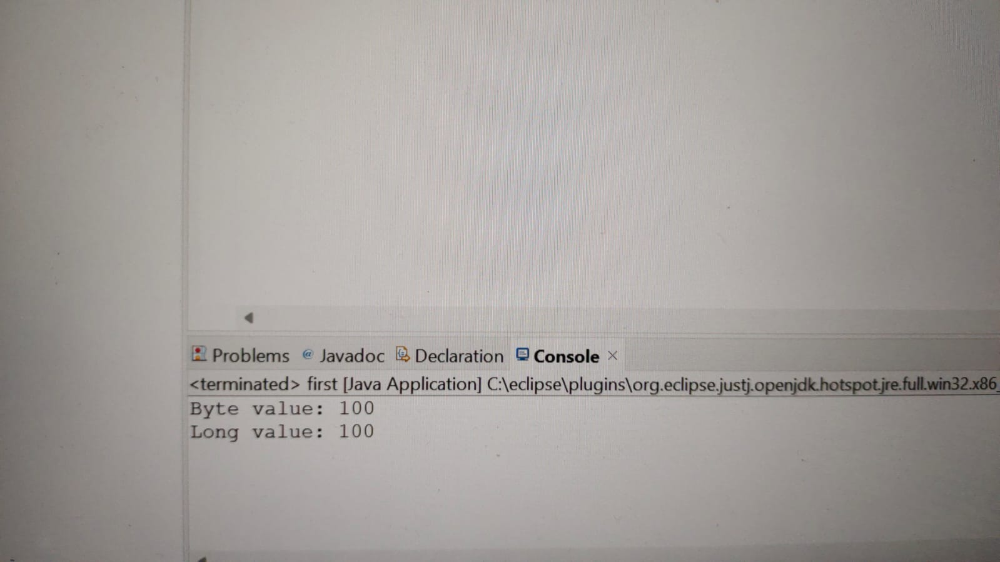 Problems @ Javadoc Declaration Console ×
<terminated> first [Java Application] C:\eclipse\plugins\org.eclipse.justj.openjdk.hotspot.jre.full.win32.x86_
Byte value: 100
Long value: 100